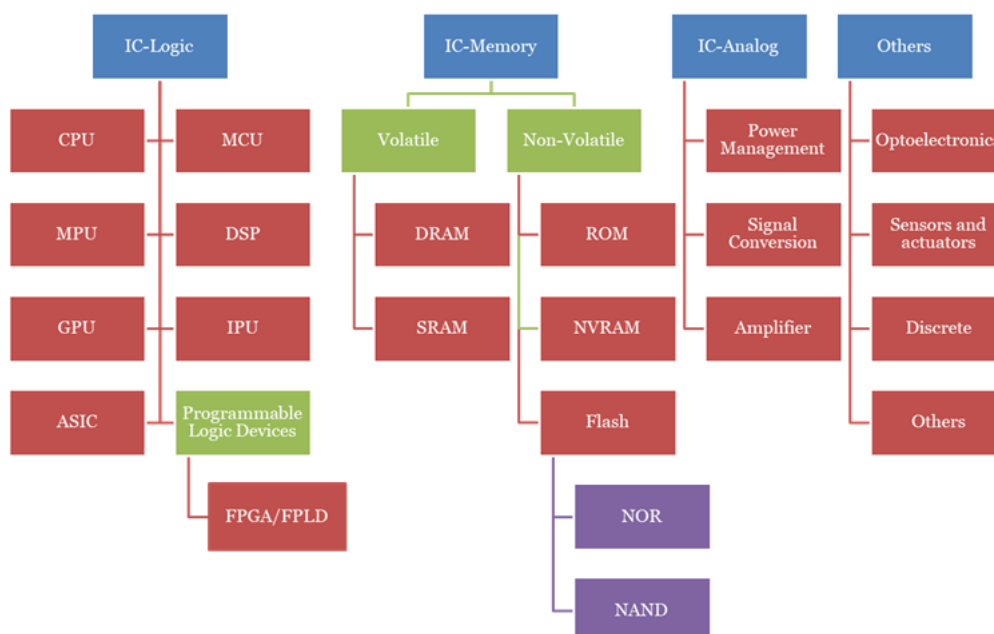 IC-Logic
IC-Memory
IC-Analog
Others
CPU
MCU
Volatile
Non-Volatile
Power
Management
Optoelectronics
MPU
DSP
DRAM
ROM
Signal
Conversion
Sensors and
actuators
GPU
IPU
SRAM
NVRAM
Amplifier
Discrete
ASIC
Programmable
Logic Devices
Flash
Others
FPGA/FPLD
NOR
NAND